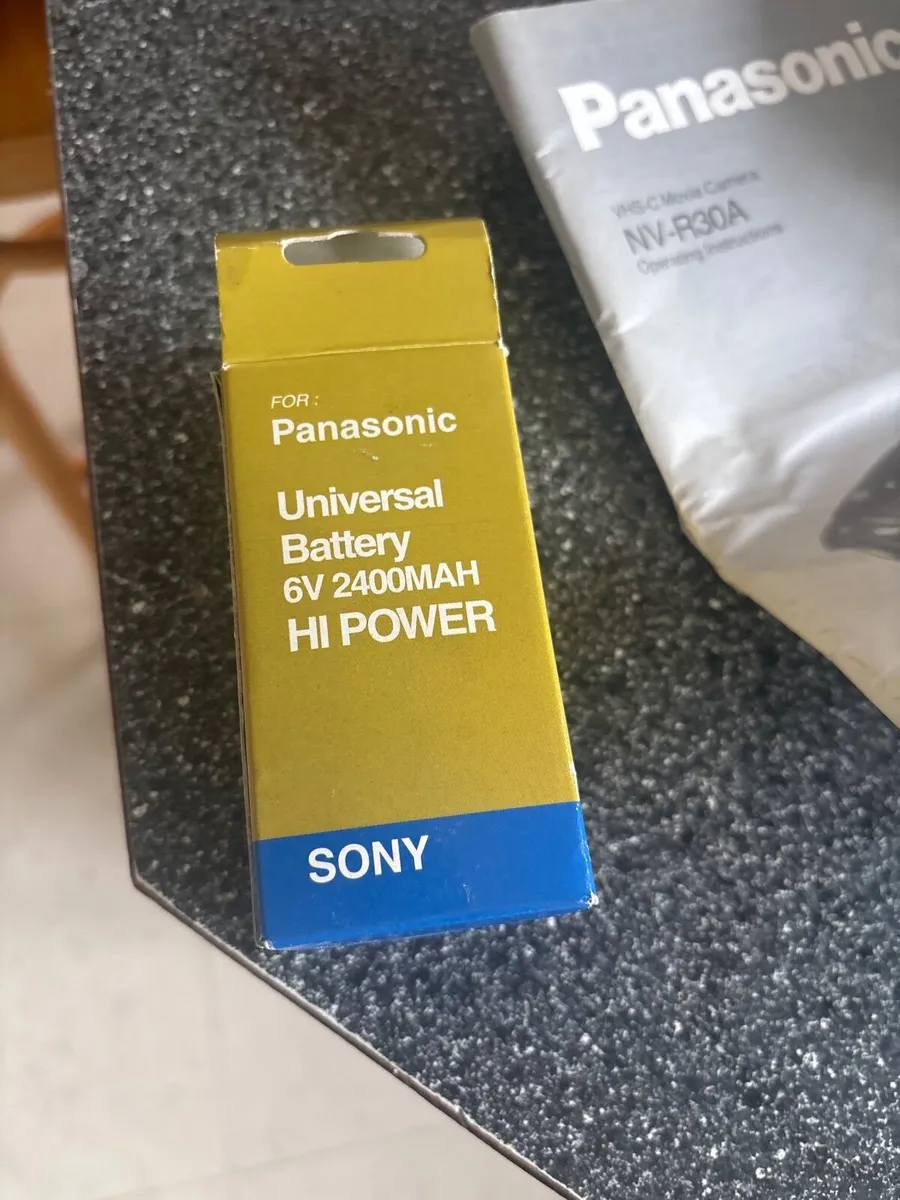 Panasonic
VHS-C Movie Camera
NV-R30A
Operating Instructions
FOR :
Panasonic
Universal
Battery
6V 2400MAH
HI POWER
SONY